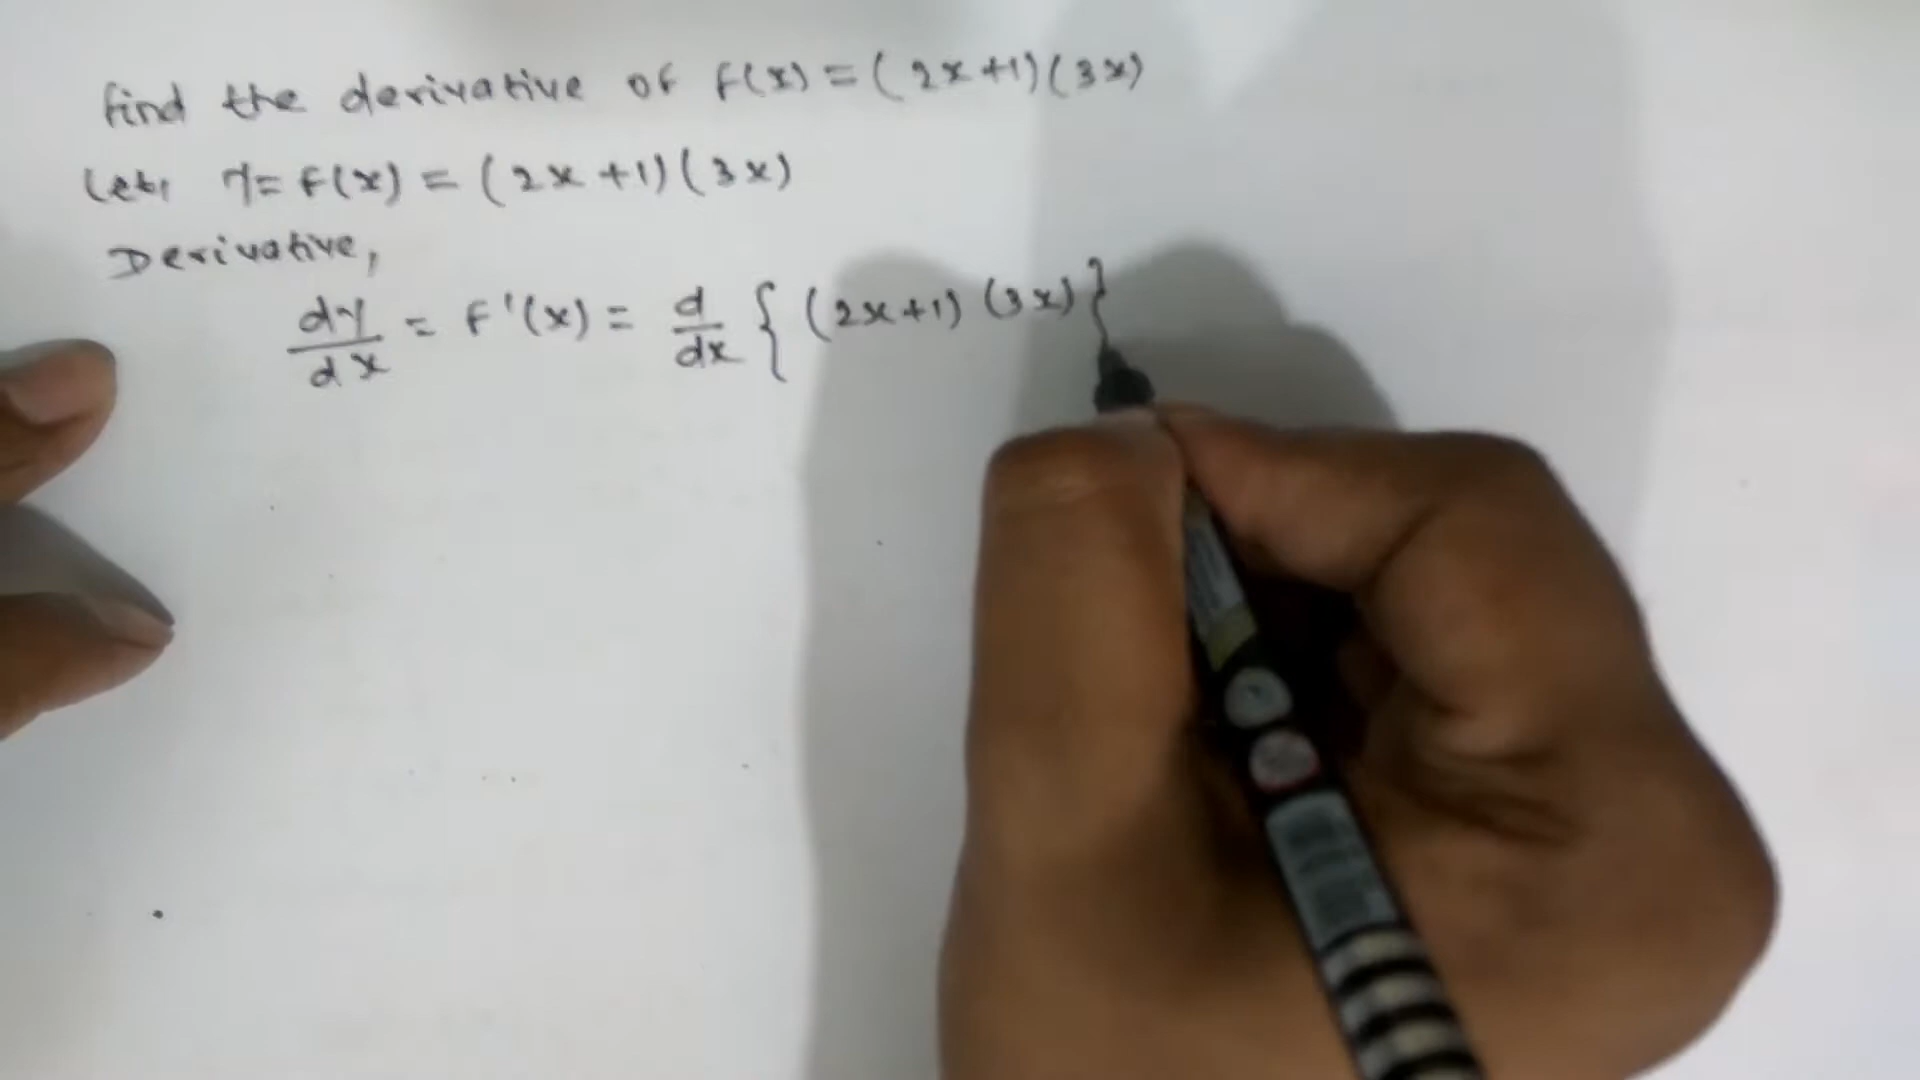 find the derivative of f(x) = (2x+1)(3x)
Let, y = f(x) = (2x+1)(3x)
Derivative,
dy/dx = f'(x) = d/dx {(2x+1) (3x)}